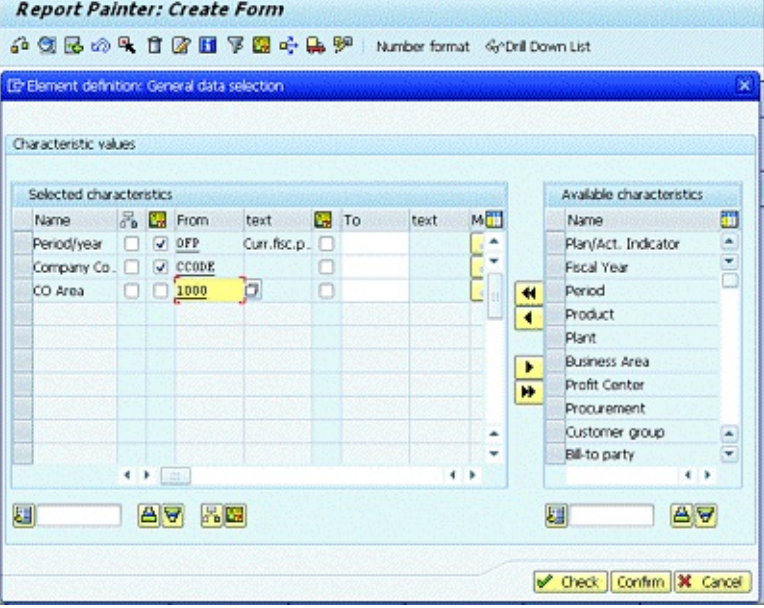 Report Painter: Create Form
Number format Drill Down List
Element definition: General data selection
Characteristic values
Selected characteristics
Name From text To text M
Period/year 0FP Curr.fisc.p..
Company Co.. CCODE
CO Area 1000
Available characteristics
Name
Plan/Act. Indicator
Fiscal Year
Period
Product
Plant
Business Area
Profit Center
Procurement
Customer group
Bill-to party
Check Confirm Cancel